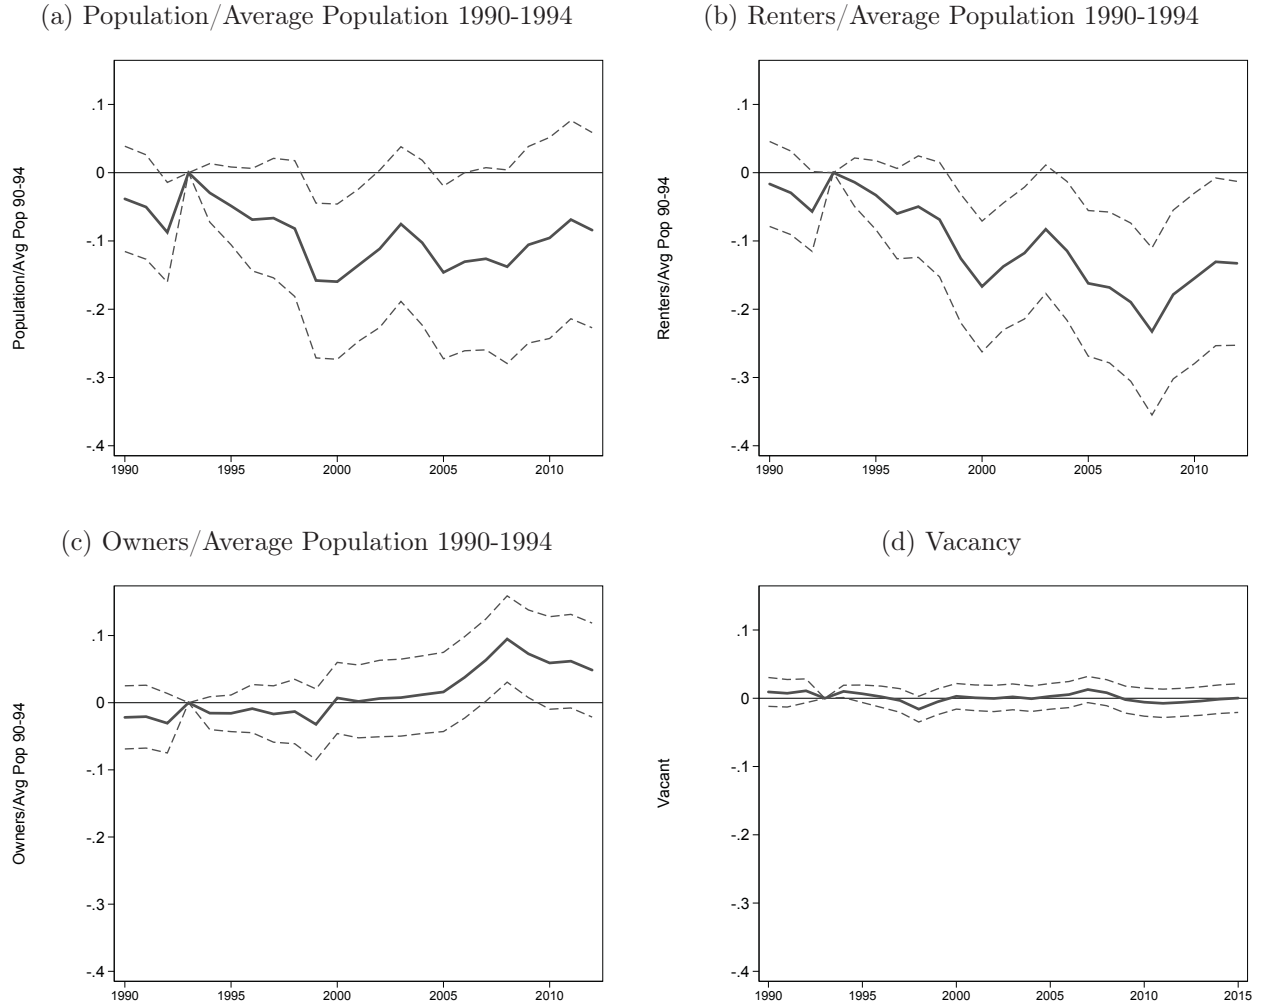 (a) Population/Average Population 1990-1994
Population/Avg Pop 90-94
.1
0
-.1
-.2
-.3
-.4
1990 1995 2000 2005 2010
(b) Renters/Average Population 1990-1994
Renters/Avg Pop 90-94
.1
0
-.1
-.2
-.3
-.4
1990 1995 2000 2005 2010
(c) Owners/Average Population 1990-1994
Owners/Avg Pop 90-94
.1
0
-.1
-.2
-.3
-.4
1990 1995 2000 2005 2010
(d) Vacancy
Vacant
.1
0
-.1
-.2
-.3
-.4
1990 1995 2000 2005 2010 2015